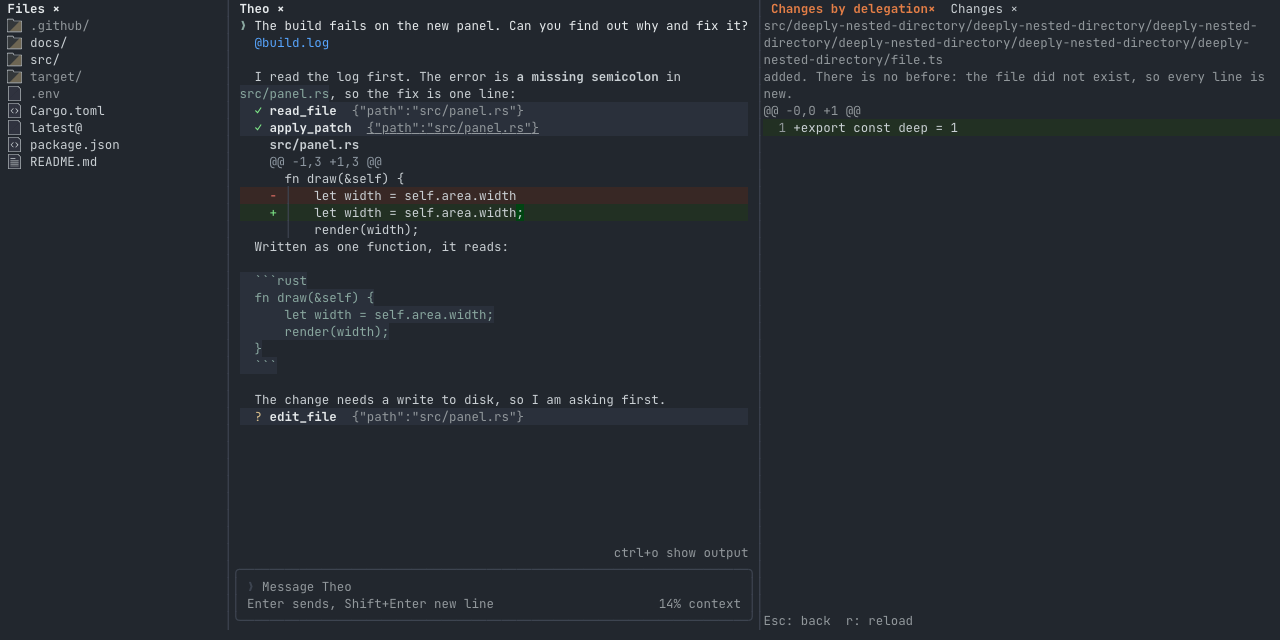 Files ×
.github/
docs/
src/
target/
.env
Cargo.toml
latest@
package.json
README.md
Theo ×
❯ The build fails on the new panel. Can you find out why and fix it?
@build.log
I read the log first. The error is a missing semicolon in
src/panel.rs, so the fix is one line:
✓ read_file  {"path":"src/panel.rs"}
✓ apply_patch  {"path":"src/panel.rs"}
src/panel.rs
@@ -1,3 +1,3 @@
fn draw(&self) {
-     let width = self.area.width
+     let width = self.area.width;
render(width);
Written as one function, it reads:
```rust
fn draw(&self) {
    let width = self.area.width;
    render(width);
}
```
The change needs a write to disk, so I am asking first.
? edit_file  {"path":"src/panel.rs"}
ctrl+o show output
❯ Message Theo
Enter sends, Shift+Enter new line  14% context
Changes by delegation×  Changes ×
src/deeply-nested-directory/deeply-nested-directory/deeply-nested-
directory/deeply-nested-directory/deeply-nested-directory/deeply-
nested-directory/file.ts
added. There is no before: the file did not exist, so every line is
new.
@@ -0,0 +1 @@
1 +export const deep = 1
Esc: back  r: reload